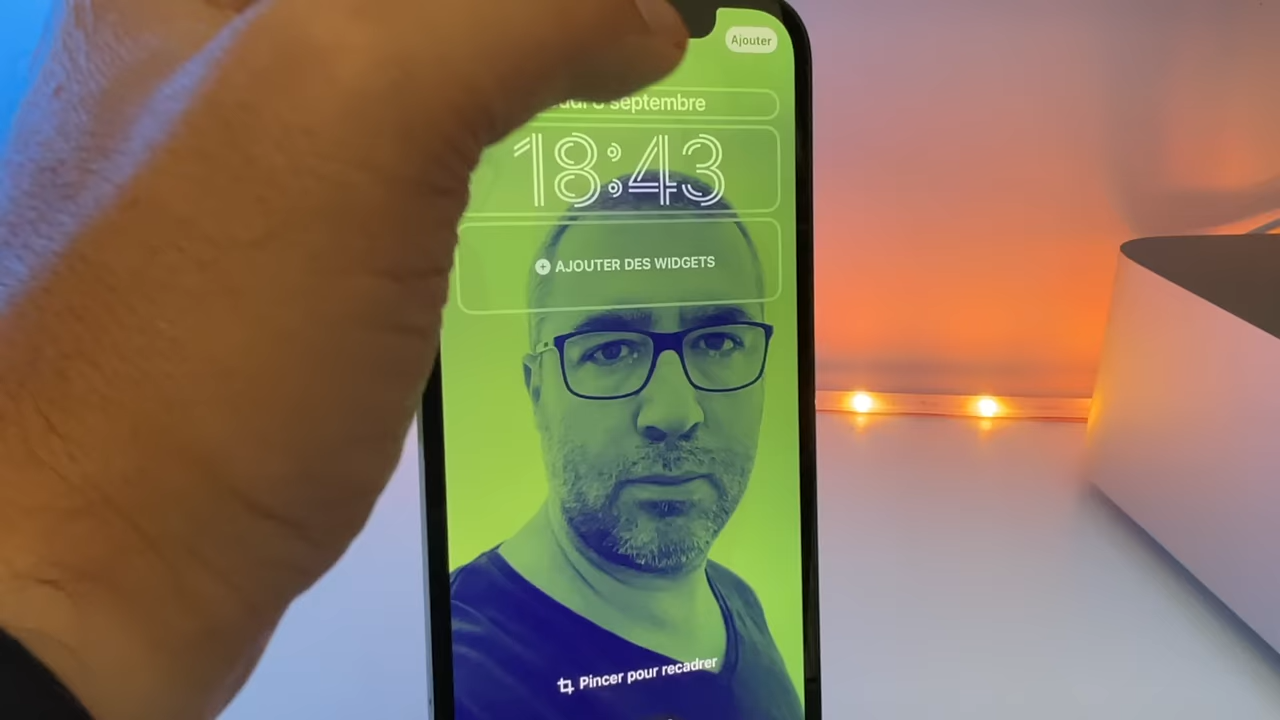 Ajouter
septembre
18:43
AJOUTER DES WIDGETS
Pincer pour recadrer